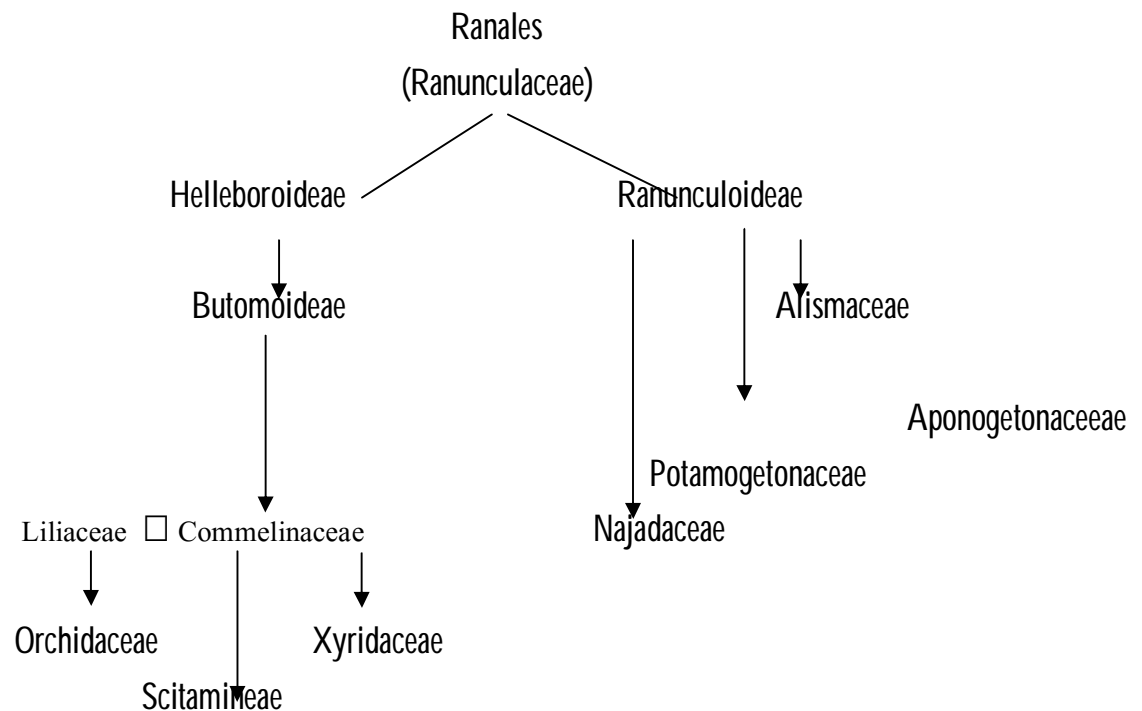 Ranales
(Ranunculaceae)
Helleboroideae Ranunculoideae
Butomoideae Alismaceae
Aponogetonaceeae
Potamogetonaceae
Liliaceae □ Commelinaceae Najadaceae
Orchidaceae Xyridaceae
Scitamineae